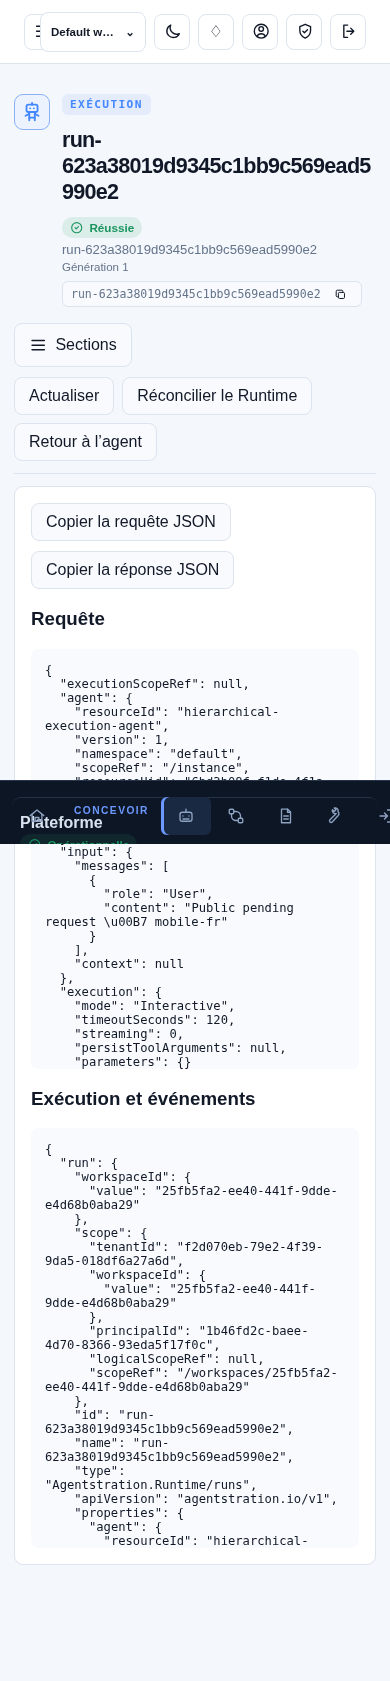 Default w... ⌄
EXÉCUTION
run-
623a38019d9345c1bb9c569ead5
990e2
Réussie
run-623a38019d9345c1bb9c569ead5990e2
Génération 1
run-623a38019d9345c1bb9c569ead5990e2
Sections
Actualiser
Réconcilier le Runtime
Retour à l’agent
Copier la requête JSON
Copier la réponse JSON
Requête
{
"executionScopeRef": null,
"agent": {
"resourceId": "hierarchical-
execution-agent",
"version": 1,
"namespace": "default",
"scopeRef": "/instance",
CONCEVOIR
Plateforme
"input": {
"messages": [
{
"role": "User",
"content": "Public pending
request \u00B7 mobile-fr"
}
],
"context": null
},
"execution": {
"mode": "Interactive",
"timeoutSeconds": 120,
"streaming": 0,
"persistToolArguments": null,
"parameters": {}
Exécution et événements
{
"run": {
"workspaceId": {
"value": "25fb5fa2-ee40-441f-9dde-
e4d68b0aba29"
},
"scope": {
"tenantId": "f2d070eb-79e2-4f39-
9da5-018df6a27a6d",
"workspaceId": {
"value": "25fb5fa2-ee40-441f-
9dde-e4d68b0aba29"
},
"principalId": "1b46fd2c-baee-
4d70-8366-93eda5f17f0c",
"logicalScopeRef": null,
"scopeRef": "/workspaces/25fb5fa2-
ee40-441f-9dde-e4d68b0aba29"
},
"id": "run-
623a38019d9345c1bb9c569ead5990e2",
"name": "run-
623a38019d9345c1bb9c569ead5990e2",
"type":
"Agentstration.Runtime/runs",
"apiVersion": "agentstration.io/v1",
"properties": {
"agent": {
"resourceId": "hierarchical-